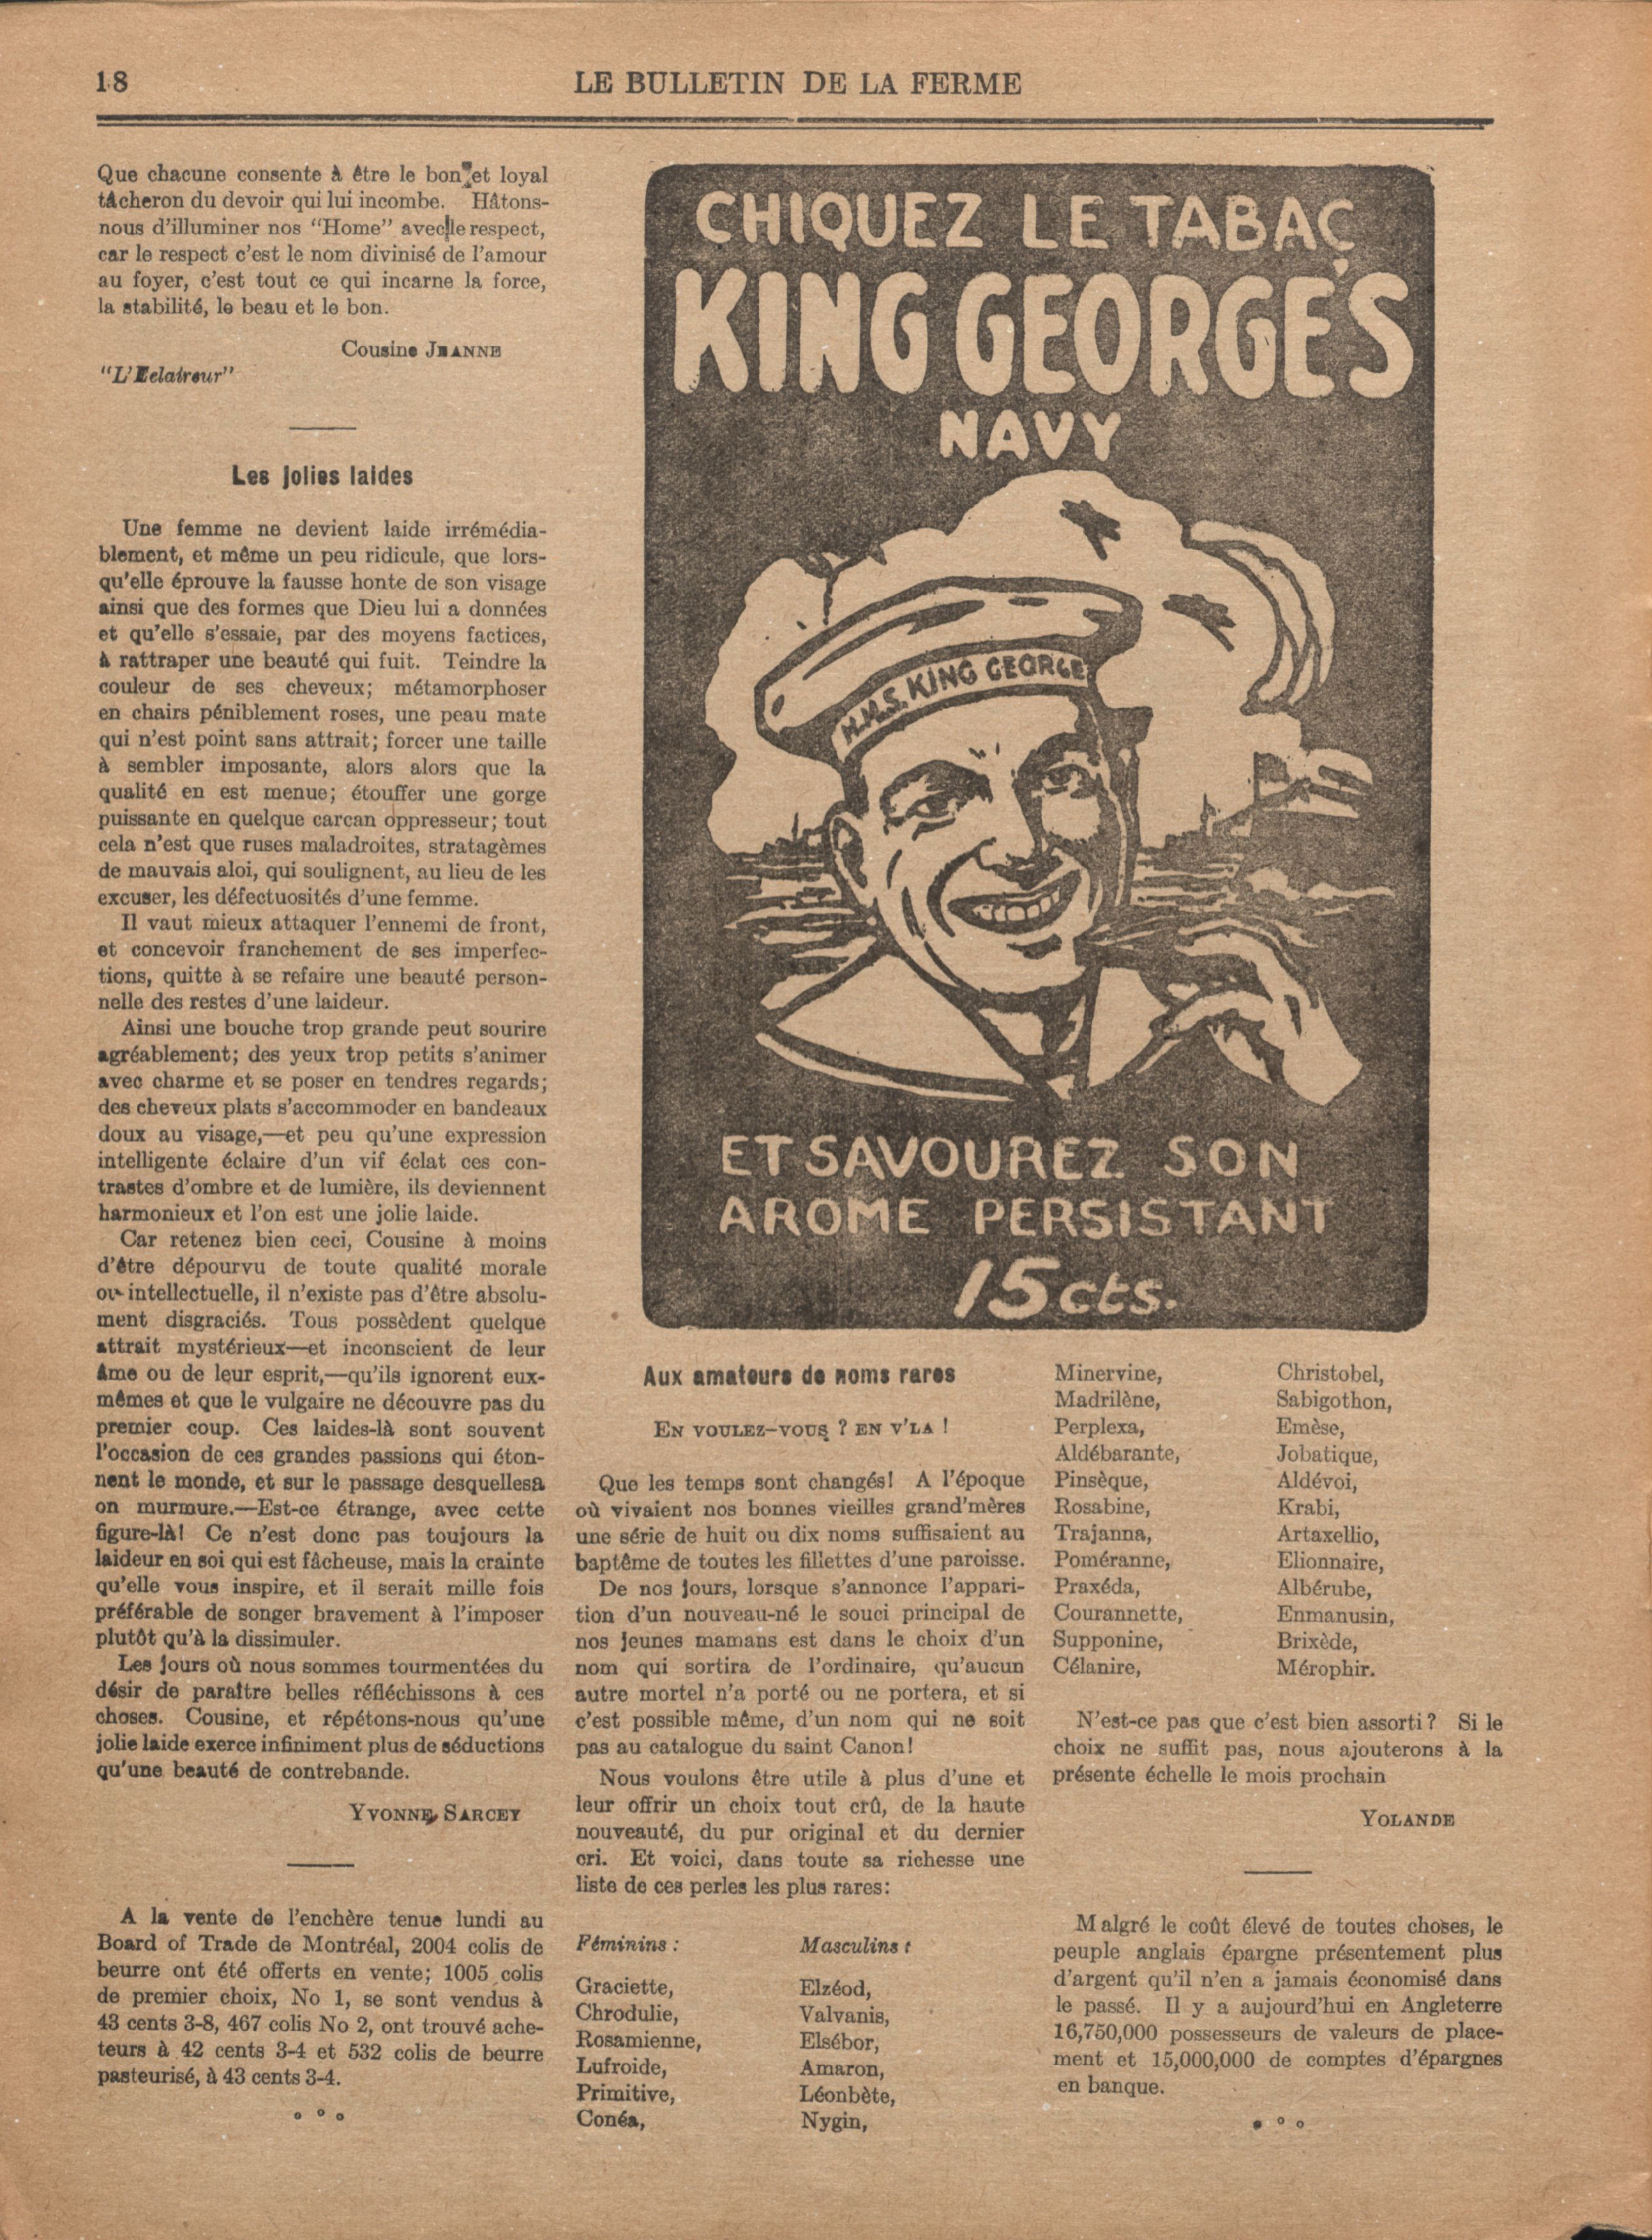 18
LE BULLETIN DE LA FERME
Que chacune consente à être le bon et loyal
tâcheron du devoir qui lui incombe. Hâtons-
nous d'illuminer nos "Home" avec le respect,
car le respect c'est le nom divinisé de l'amour
au foyer, c'est tout ce qui incarne la force,
la stabilité, le beau et le bon.
Cousine JEANNE
"L'Eclaireur"
Les jolies laides
Une femme ne devient laide irrémédia-
blement, et même un peu ridicule, que lors-
qu'elle éprouve la fausse honte de son visage
ainsi que des formes que Dieu lui a données
et qu'elle s'essaie, par des moyens factices,
à rattraper une beauté qui fuit. Teindre la
couleur de ses cheveux; métamorphoser
en chairs péniblement roses, une peau mate
qui n'est point sans attrait; forcer une taille
à sembler imposante, alors alors que la
qualité en est menue; étouffer une gorge
puissante en quelque carcan oppresseur; tout
cela n'est que ruses maladroites, stratagèmes
de mauvais aloi, qui soulignent, au lieu de les
excuser, les défectuosités d'une femme.
Il vaut mieux attaquer l'ennemi de front,
et concevoir franchement de ses imperfec-
tions, quitte à se refaire une beauté person-
nelle des restes d'une laideur.
Ainsi une bouche trop grande peut sourire
agréablement; des yeux trop petits s'animer
avec charme et se poser en tendres regards;
des cheveux plats s'accommoder en bandeaux
doux au visage,—et peu qu'une expression
intelligente éclaire d'un vif éclat ces con-
trastes d'ombre et de lumière, ils deviennent
harmonieux et l'on est une jolie laide.
Car retenez bien ceci, Cousine à moins
d'être dépourvu de toute qualité morale
ou intellectuelle, il n'existe pas d'être absolu-
ment disgraciés. Tous possèdent quelque
attrait mystérieux—et inconscient de leur
âme ou de leur esprit,—qu'ils ignorent eux-
mêmes et que le vulgaire ne découvre pas du
premier coup. Ces laides-là sont souvent
l'occasion de ces grandes passions qui éton-
nent le monde, et sur le passage desquellesa
on murmure.—Est-ce étrange, avec cette
figure-là! Ce n'est donc pas toujours la
laideur en soi qui est fâcheuse, mais la crainte
qu'elle vous inspire, et il serait mille fois
préférable de songer bravement à l'imposer
plutôt qu'à la dissimuler.
Les jours où nous sommes tourmentées du
désir de paraître belles réfléchissons à ces
choses. Cousine, et répétons-nous qu'une
jolie laide exerce infiniment plus de séductions
qu'une beauté de contrebande.
YVONNE SARCEY
A la vente de l'enchère tenue lundi au
Board of Trade de Montréal, 2004 colis de
beurre ont été offerts en vente; 1005 colis
de premier choix, No 1, se sont vendus à
43 cents 3-8, 467 colis No 2, ont trouvé ache-
teurs à 42 cents 3-4 et 532 colis de beurre
pasteurisé, à 43 cents 3-4.
CHIQUEZ LE TABAC
KING GEORGE'S
NAVY
H.M.S. KING GEORGE
ET SAVOUREZ SON
AROME PERSISTANT
15 cts.
Aux amateurs de noms rares
EN VOULEZ-VOUS ? EN V'LA !
Que les temps sont changés! A l'époque
où vivaient nos bonnes vieilles grand'mères
une série de huit ou dix noms suffisaient au
baptême de toutes les fillettes d'une paroisse.
De nos jours, lorsque s'annonce l'appari-
tion d'un nouveau-né le souci principal de
nos jeunes mamans est dans le choix d'un
nom qui sortira de l'ordinaire, qu'aucun
autre mortel n'a porté ou ne portera, et si
c'est possible même, d'un nom qui ne soit
pas au catalogue du saint Canon!
Nous voulons être utile à plus d'une et
leur offrir un choix tout crû, de la haute
nouveauté, du pur original et du dernier
cri. Et voici, dans toute sa richesse une
liste de ces perles les plus rares:
Féminins : Masculins :
Graciette, Elzéod,
Chrodulie, Valvanis,
Rosamienne, Elsébor,
Lufroide, Amaron,
Primitive, Léonbète,
Conéa, Nygin,
Minervine, Christobel,
Madrilène, Sabigothon,
Perplexa, Emèse,
Aldébarante, Jobatique,
Pinsèque, Aldévoi,
Rosabine, Krabi,
Trajanna, Artaxellio,
Poméranne, Elionnaire,
Praxéda, Albérube,
Courannette, Enmanusin,
Supponine, Brixède,
Célanire, Mérophir.
N'est-ce pas que c'est bien assorti? Si le
choix ne suffit pas, nous ajouterons à la
présente échelle le mois prochain
YOLANDE
Malgré le coût élevé de toutes choses, le
peuple anglais épargne présentement plus
d'argent qu'il n'en a jamais économisé dans
le passé. Il y a aujourd'hui en Angleterre
16,750,000 possesseurs de valeurs de place-
ment et 15,000,000 de comptes d'épargnes
en banque.